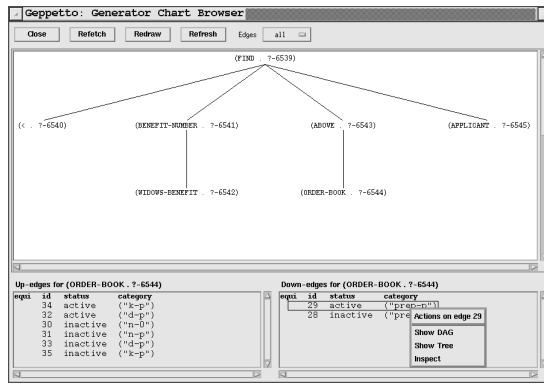 Geppetto: Generator Chart Browser
Close Refetch Redraw Refresh Edges all
(FIND . ?-6539)
(< . ?-6540) (BENEFIT-NUMBER . ?-6541) (ABOVE . ?-6543) (APPLICANT . ?-6545)
(WIDOWS-BENEFIT . ?-6542) (ORDER-BOOK . ?-6544)
Up-edges for (ORDER-BOOK . ?-6544)
equi id status category
34 active ("k-p")
32 active ("d-p")
30 inactive ("n-0")
31 inactive ("n-p")
33 inactive ("d-p")
35 inactive ("k-p")
Down-edges for (ORDER-BOOK . ?-6544)
equi id status category
29 active ("prep-p")
28 inactive ("pre
Actions on edge 29
Show DAG
Show Tree
Inspect